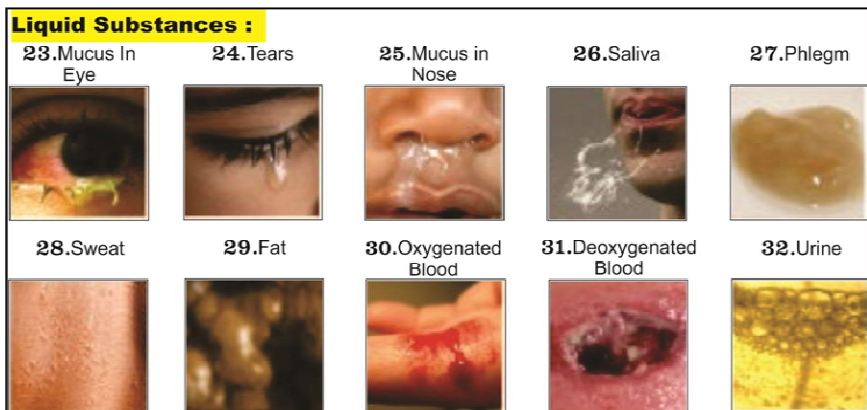 Liquid Substances :
23.Mucus In Eye
24.Tears
25.Mucus in Nose
26.Saliva
27.Phlegm
28.Sweat
29.Fat
30.Oxygenated Blood
31.Deoxygenated Blood
32.Urine